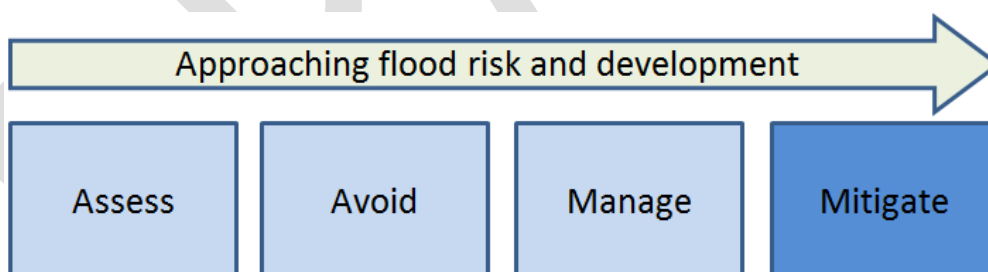 Approaching flood risk and development
Assess
Avoid
Manage
Mitigate